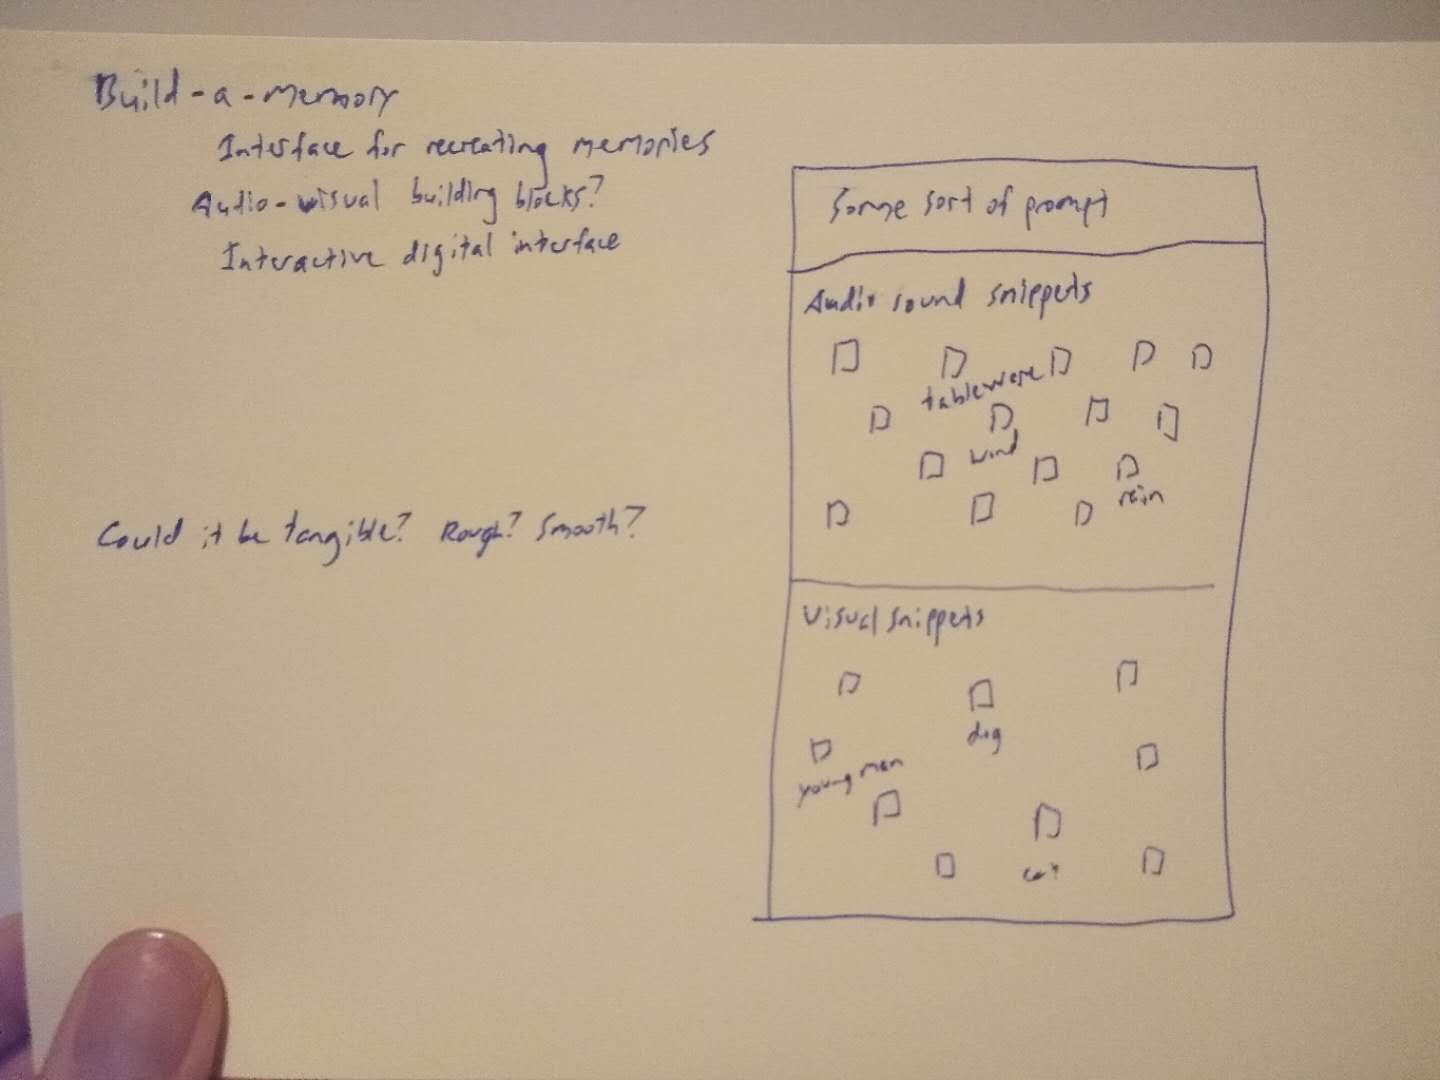 Build-a-memory
Interface for recreating memories
Audio-visual building blocks?
Interactive digital interface
Could it be tangible? Rough? Smooth?
Some sort of prompt
Audio sound snippets
tableware
wind
rain
Visual snippets
dog
young man
cat